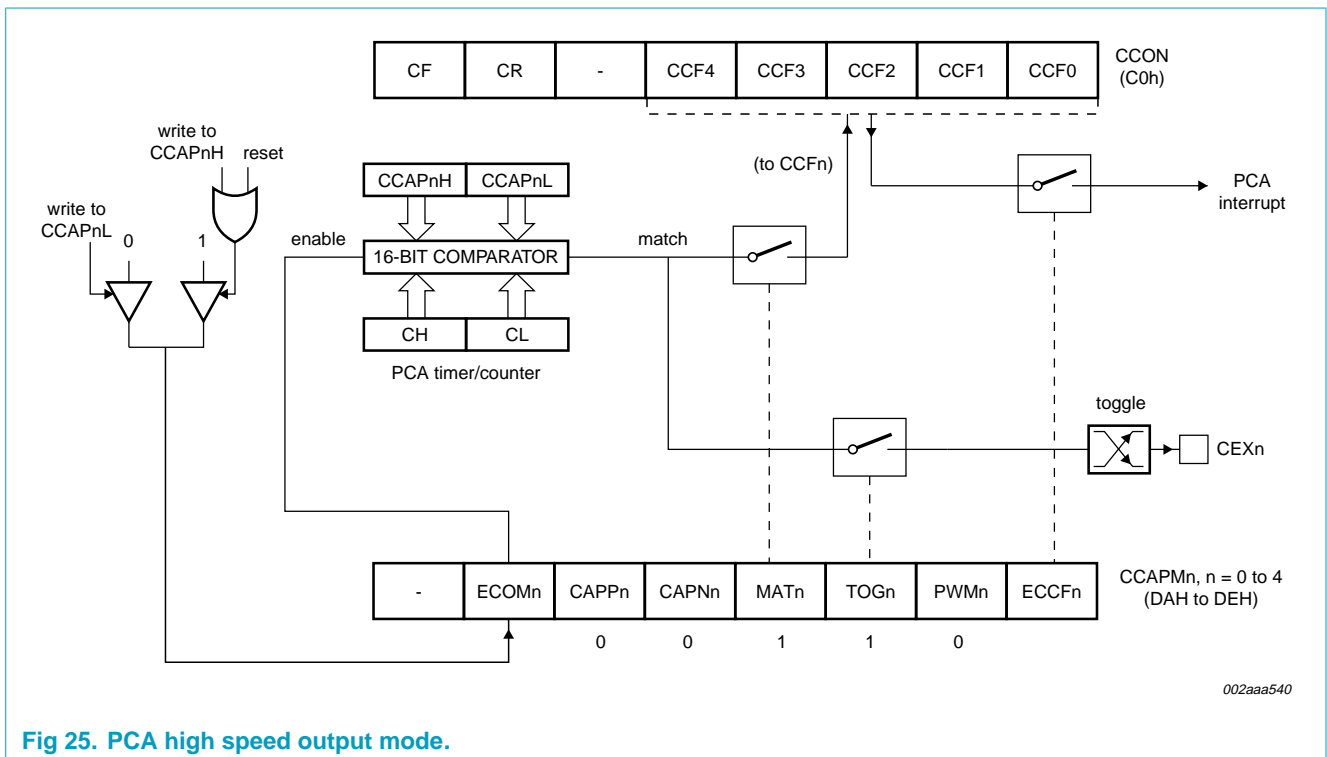 CF CR - CCF4 CCF3 CCF2 CCF1 CCF0
CCON
(C0h)
write to
CCAPnH reset
write to
CCAPnL
0 1
(to CCFn)
PCA
interrupt
CCAPnH CCAPnL
enable
16-BIT COMPARATOR
match
CH CL
PCA timer/counter
toggle
CEXn
- ECOMn CAPPn CAPNn MATn TOGn PWMn ECCFn
CCAPMn, n = 0 to 4
(DAH to DEH)
0 0 1 1 0
002aaa540
Fig 25. PCA high speed output mode.